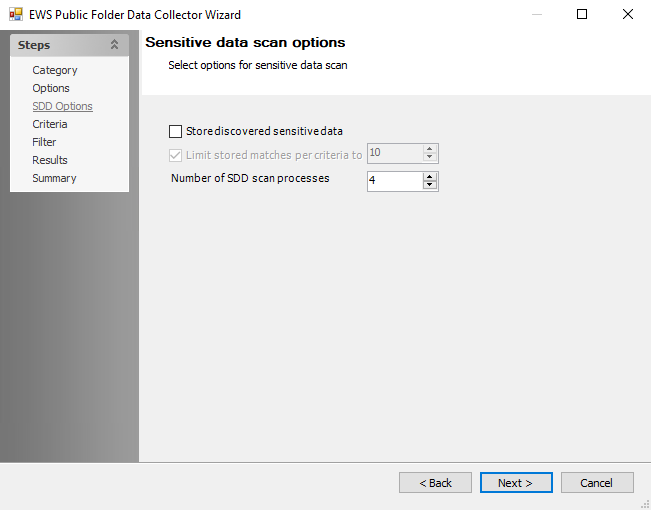 EWS Public Folder Data Collector Wizard
Steps
Category
Options
SDD Options
Criteria
Filter
Results
Summary
Sensitive data scan options
Select options for sensitive data scan
Store discovered sensitive data
Limit stored matches per criteria to 10
Number of SDD scan processes 4
< Back Next > Cancel